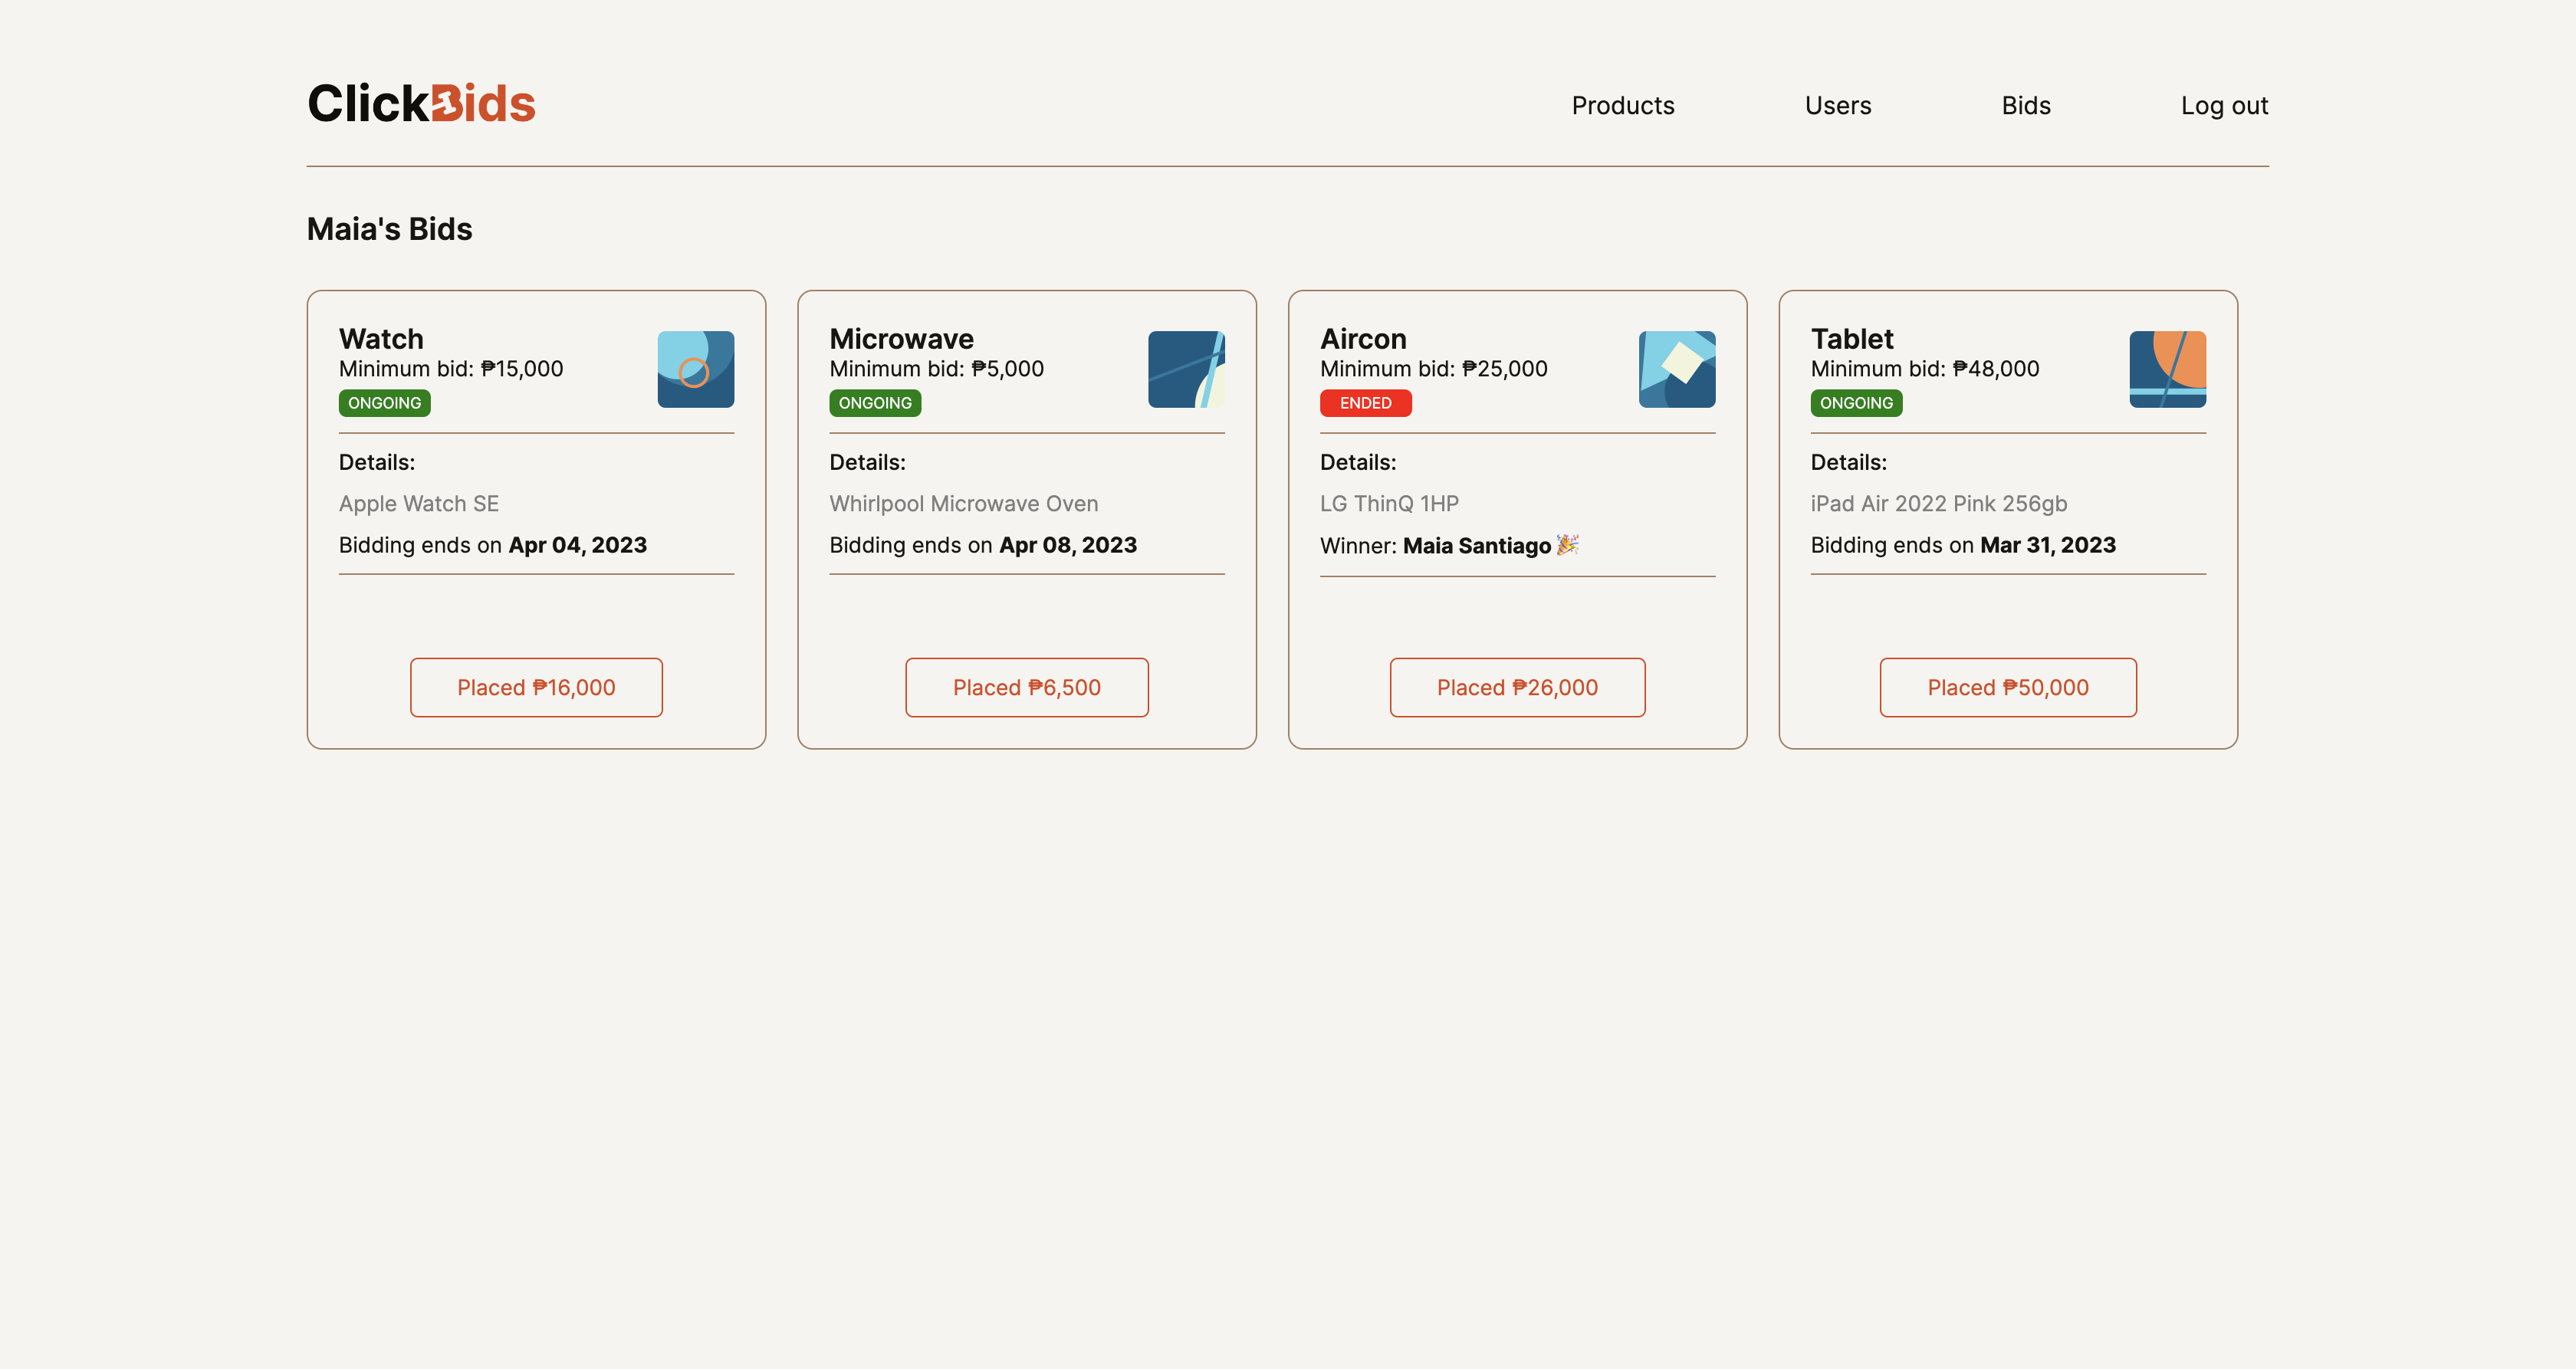 ClickBids
Products
Users
Bids
Log out
Maia's Bids
Watch
Minimum bid: ₱15,000
ONGOING
Details:
Apple Watch SE
Bidding ends on Apr 04, 2023
Placed ₱16,000
Microwave
Minimum bid: ₱5,000
ONGOING
Details:
Whirlpool Microwave Oven
Bidding ends on Apr 08, 2023
Placed ₱6,500
Aircon
Minimum bid: ₱25,000
ENDED
Details:
LG ThinQ 1HP
Winner: Maia Santiago 🎉
Placed ₱26,000
Tablet
Minimum bid: ₱48,000
ONGOING
Details:
iPad Air 2022 Pink 256gb
Bidding ends on Mar 31, 2023
Placed ₱50,000